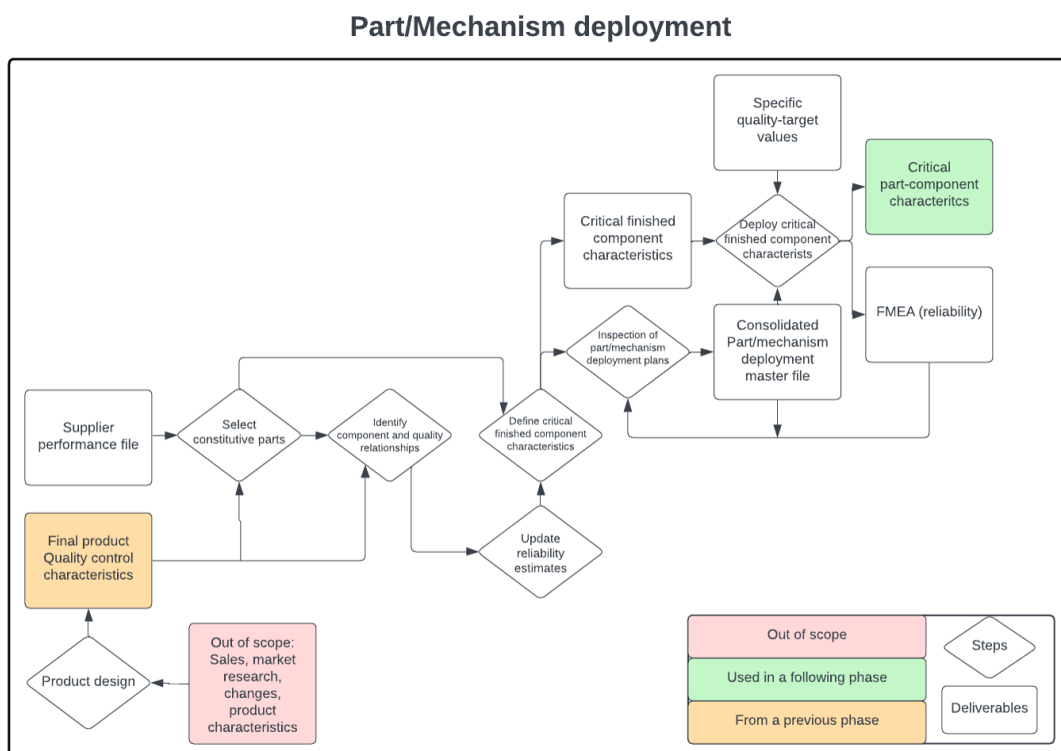 Part/Mechanism deployment
Specific
quality-target
values
Critical
part-component
characteritcs
Critical finished
component
characteristics
Deploy critical
finished component
characterists
FMEA (reliability)
Inspection of
part/mechanism
deployment plans
Consolidated
Part/mechanism
deployment
master file
Supplier
performance file
Select
constitutive parts
Identify
component and quality
relationships
Define critical
finished component
characteristics
Final product
Quality control
characteristics
Update
reliability
estimates
Product design
Out of scope:
Sales, market
research,
changes,
product
characteristics
Out of scope
Used in a following phase
From a previous phase
Steps
Deliverables